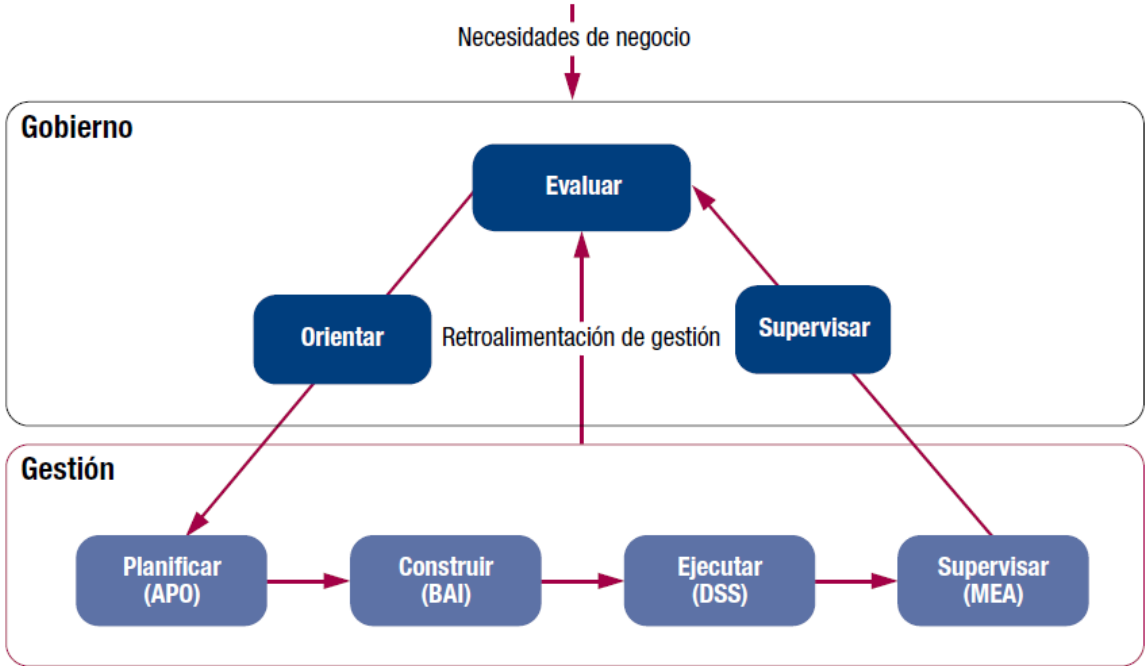 Necesidades de negocio
Gobierno
Evaluar
Orientar
Retroalimentación de gestión
Supervisar
Gestión
Planificar
(APO)
Construir
(BAI)
Ejecutar
(DSS)
Supervisar
(MEA)